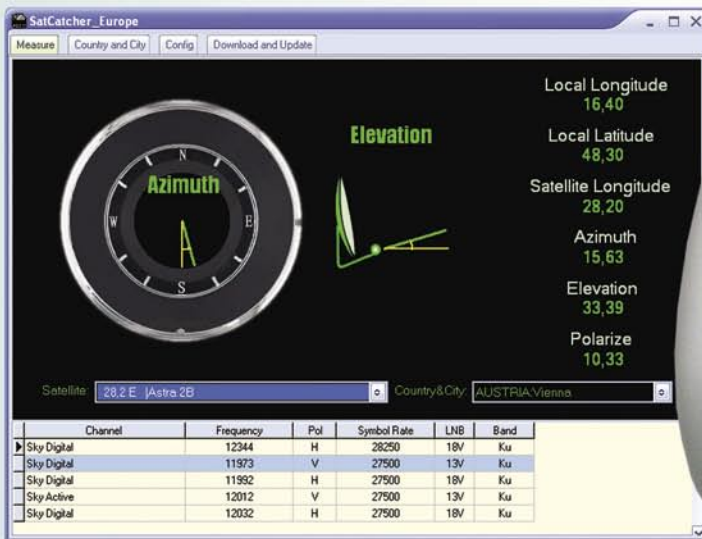 SatCatcher_Europe
Measure Country and City Config Download and Update
Azimuth
N
W E
S
Elevation
Local Longitude
16,40
Local Latitude
48,30
Satellite Longitude
28,20
Azimuth
15,63
Elevation
33,39
Polarize
10,33
Satellite: 28,2 E |Astra 2B Country&City: AUSTRIA:Vienna
Channel Frequency Pol Symbol Rate LNB Band
Sky Digital 12344 H 28250 18V Ku
Sky Digital 11973 V 27500 13V Ku
Sky Digital 11992 H 27500 18V Ku
Sky Active 12012 V 27500 13V Ku
Sky Digital 12032 H 27500 18V Ku